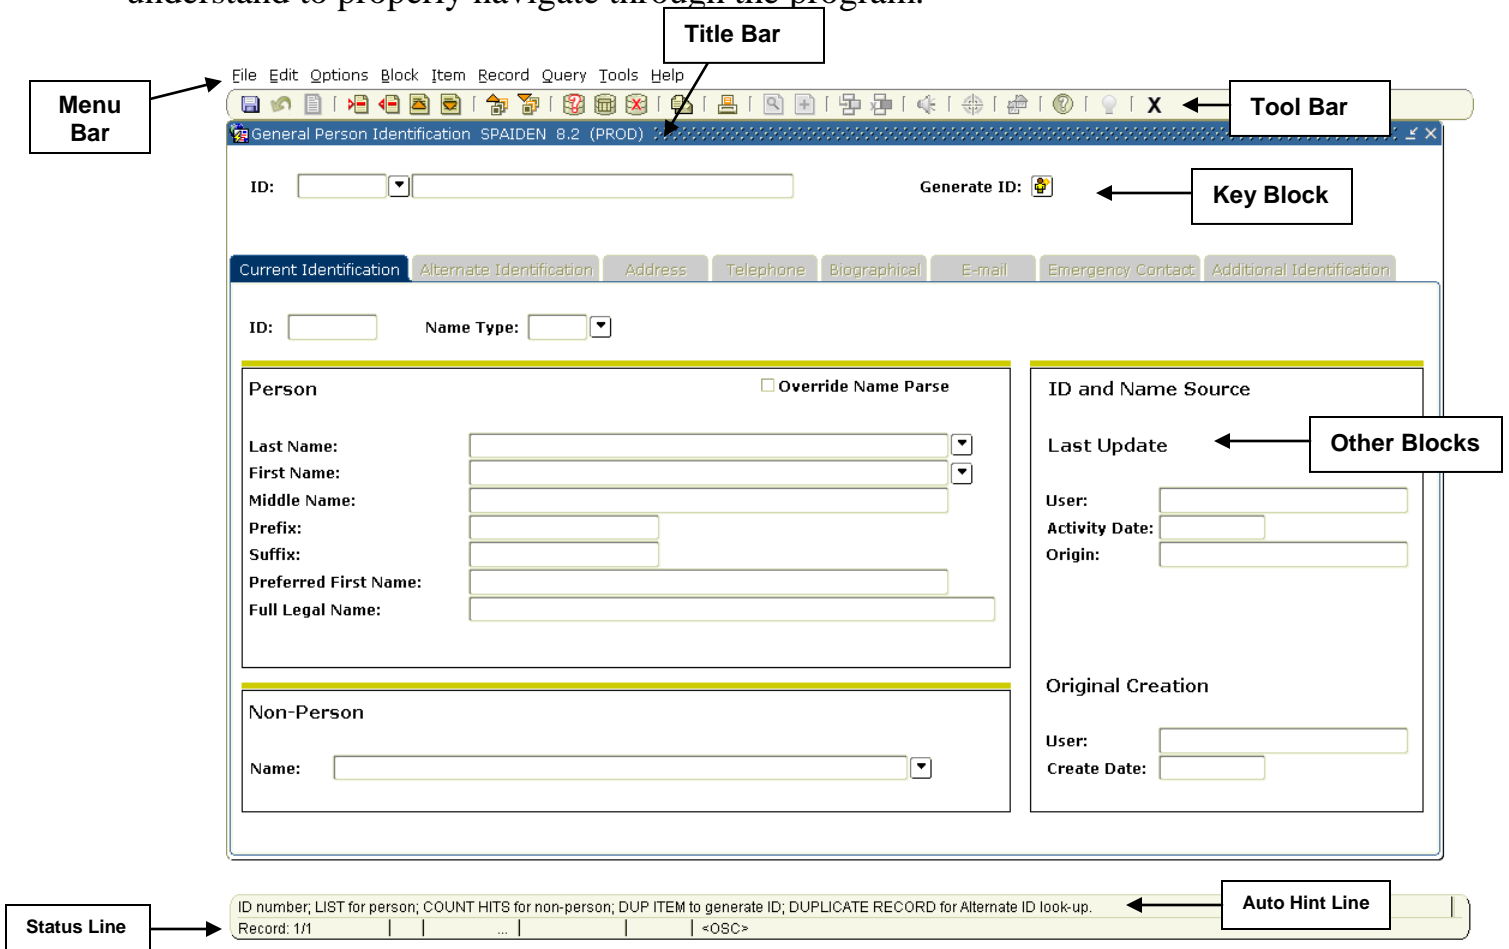 understand to properly navigate through the program.
Title Bar
File Edit Options Block Item Record Query Tools Help
Menu
Bar
X
Tool Bar
General Person Identification SPAIDEN 8.2 (PROD)
ID:
Generate ID:
Key Block
Current Identification Alternate Identification Address Telephone Biographical E-mail Emergency Contact Additional Identification
ID: Name Type:
Person
Override Name Parse
ID and Name Source
Last Name:
Last Update
Other Blocks
First Name:
Middle Name:
User:
Prefix:
Activity Date:
Suffix:
Origin:
Preferred First Name:
Full Legal Name:
Original Creation
Non-Person
User:
Name:
Create Date:
ID number; LIST for person; COUNT HITS for non-person; DUP ITEM to generate ID; DUPLICATE RECORD for Alternate ID look-up.
Auto Hint Line
Status Line
Record: 1/1 ... <OSC>